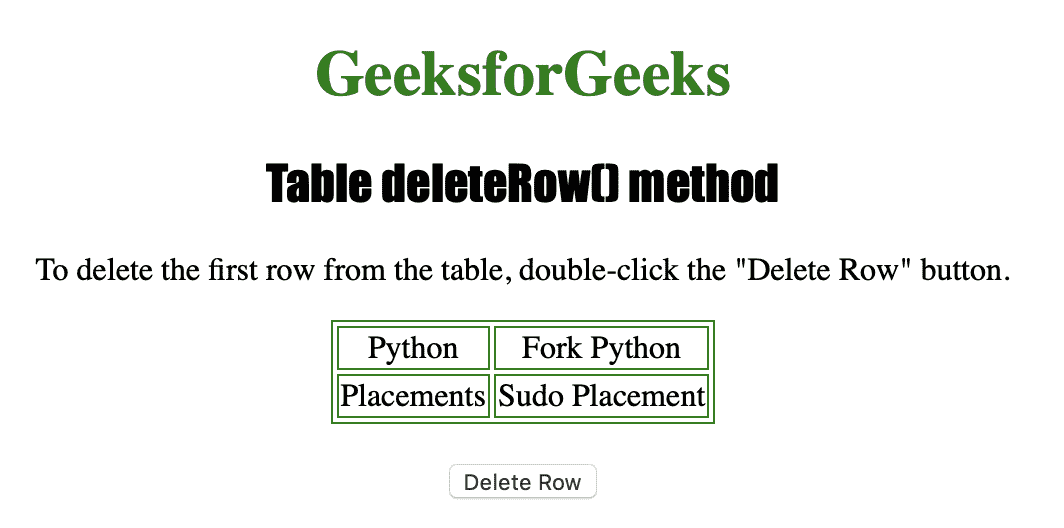 GeeksforGeeks
Table deleteRow() method
To delete the first row from the table, double-click the "Delete Row" button.
Python Fork Python
Placements Sudo Placement
Delete Row